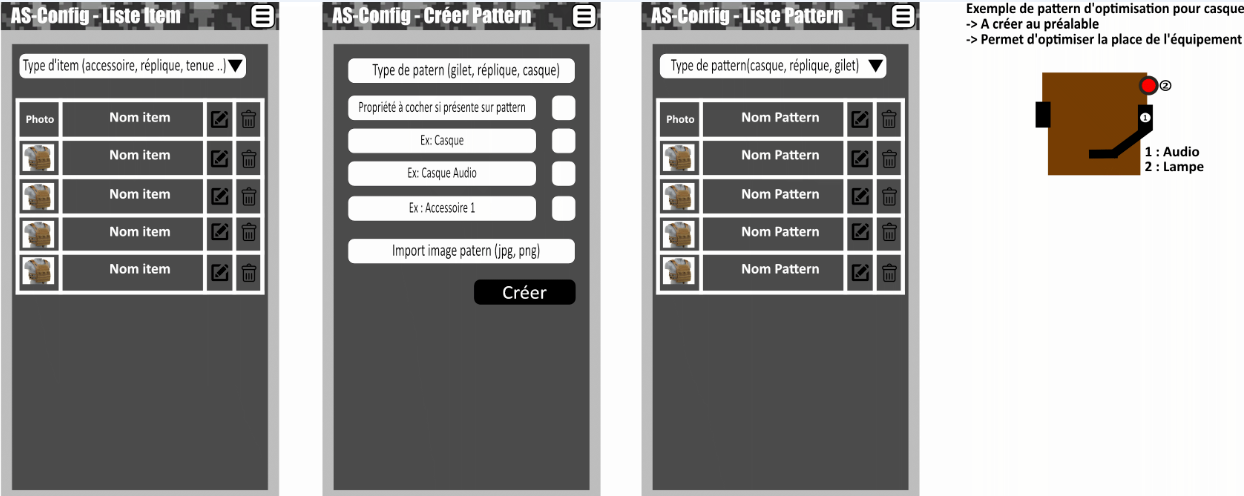 AS-Config - Liste Item
Type d'item (accessoire, réplique, tenue ..)
Photo Nom item
Nom item
Nom item
Nom item
Nom item
AS-Config - Créer Pattern
Type de patern (gilet, réplique, casque)
Propriété à cocher si présente sur pattern
Ex: Casque
Ex: Casque Audio
Ex : Accessoire 1
Import image patern (jpg, png)
Créer
AS-Config - Liste Pattern
Type de pattern(casque, réplique, gilet)
Photo Nom Pattern
Nom Pattern
Nom Pattern
Nom Pattern
Nom Pattern
Exemple de pattern d'optimisation pour casque
-> A créer au préalable
-> Permet d'optimiser la place de l'équipement
2
1
1 : Audio
2 : Lampe